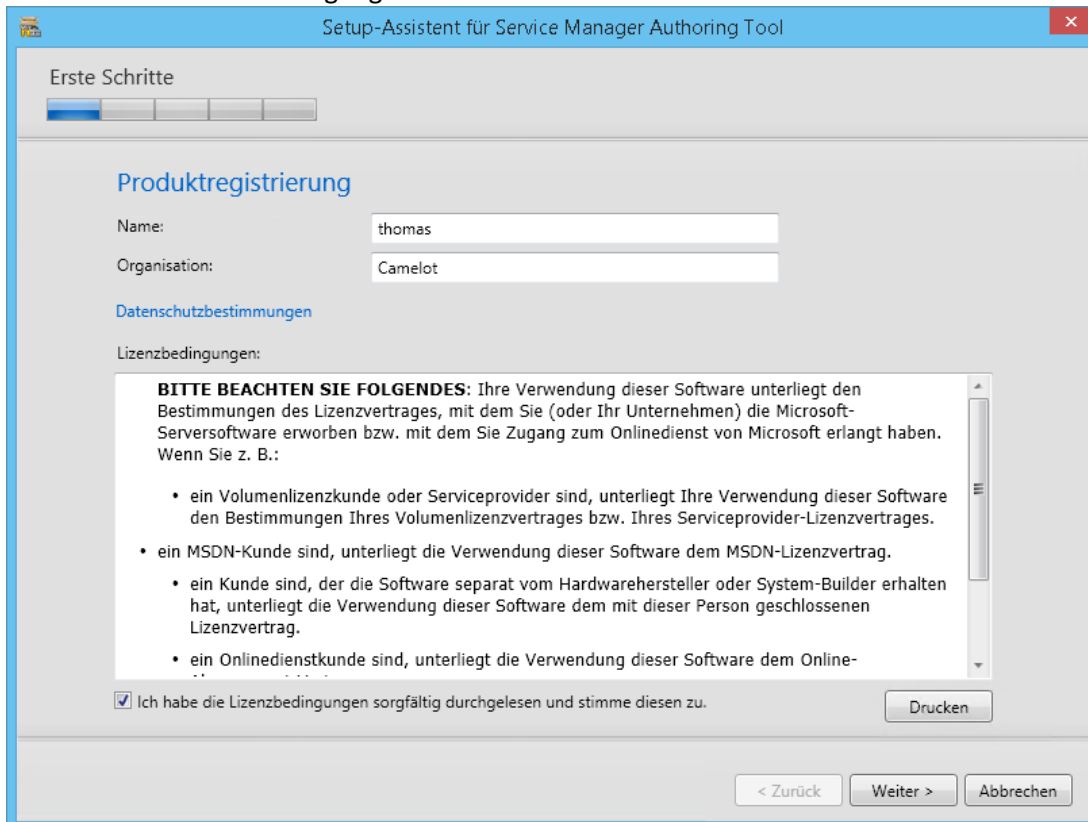 Setup-Assistent für Service Manager Authoring Tool
Erste Schritte
Produktregistrierung
Name:
thomas
Organisation:
Camelot
Datenschutzbestimmungen
Lizenzbedingungen:
BITTE BEACHTEN SIE FOLGENDES: Ihre Verwendung dieser Software unterliegt den
Bestimmungen des Lizenzvertrages, mit dem Sie (oder Ihr Unternehmen) die Microsoft-
Serversoftware erworben bzw. mit dem Sie Zugang zum Onlinedienst von Microsoft erlangt haben.
Wenn Sie z. B.:
• ein Volumenlizenzkunde oder Serviceprovider sind, unterliegt Ihre Verwendung dieser Software
den Bestimmungen Ihres Volumenlizenzvertrages bzw. Ihres Serviceprovider-Lizenzvertrages.
• ein MSDN-Kunde sind, unterliegt die Verwendung dieser Software dem MSDN-Lizenzvertrag.
• ein Kunde sind, der die Software separat vom Hardwarehersteller oder System-Builder erhalten
hat, unterliegt die Verwendung dieser Software dem mit dieser Person geschlossenen
Lizenzvertrag.
• ein Onlinedienstkunde sind, unterliegt die Verwendung dieser Software dem Online-
Ich habe die Lizenzbedingungen sorgfältig durchgelesen und stimme diesen zu.
Drucken
< Zurück
Weiter >
Abbrechen